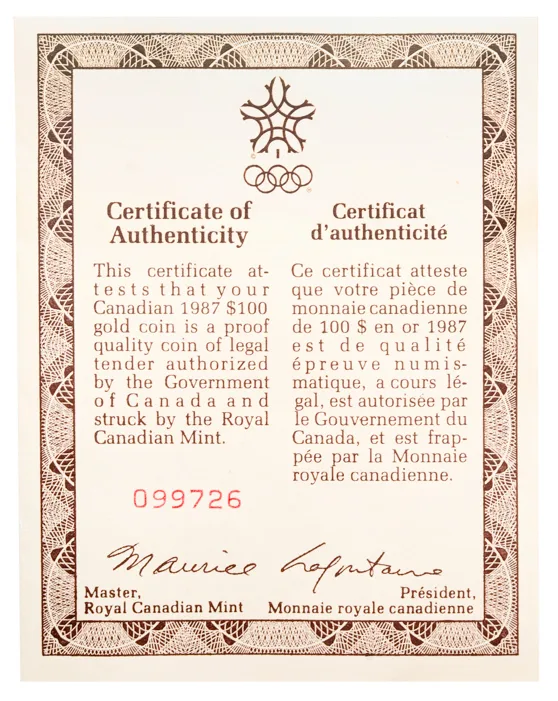 Certificate of
Authenticity
This certificate at-
tests that your
Canadian 1987 $100
gold coin is a proof
quality coin of legal
tender authorized
by the Government
of Canada and
struck by the Royal
Canadian Mint.
Certificat
d'authenticité
Ce certificat atteste
que votre pièce de
monnaie canadienne
de 100 $ en or 1987
est de qualité
épreuve numis-
matique, a cours lé-
gal, est autorisée par
le Gouvernement du
Canada, et est frap-
pée par la Monnaie
royale canadienne.
099726
Maurice Lafontaine
Master,
Royal Canadian Mint
Présidant,
Monnaie royale canadienne